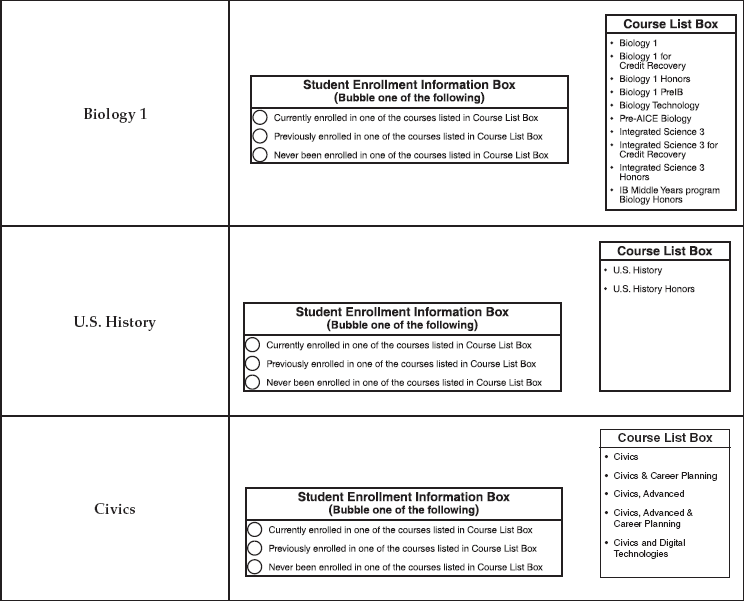 Biology 1
Student Enrollment Information Box
(Bubble one of the following)
Currently enrolled in one of the courses listed in Course List Box
Previously enrolled in one of the courses listed in Course List Box
Never been enrolled in one of the courses listed in Course List Box
Course List Box
• Biology 1
• Biology 1 for
Credit Recovery
• Biology 1 Honors
• Biology 1 PreIB
• Biology Technology
• Pre-AICE Biology
• Integrated Science 3
• Integrated Science 3 for
Credit Recovery
• Integrated Science 3
Honors
• IB Middle Years program
Biology Honors
U.S. History
Student Enrollment Information Box
(Bubble one of the following)
Currently enrolled in one of the courses listed in Course List Box
Previously enrolled in one of the courses listed in Course List Box
Never been enrolled in one of the courses listed in Course List Box
Course List Box
• U.S. History
• U.S. History Honors
Civics
Student Enrollment Information Box
(Bubble one of the following)
Currently enrolled in one of the courses listed in Course List Box
Previously enrolled in one of the courses listed in Course List Box
Never been enrolled in one of the courses listed in Course List Box
Course List Box
• Civics
• Civics & Career Planning
• Civics, Advanced
• Civics, Advanced &
Career Planning
• Civics and Digital
Technologies